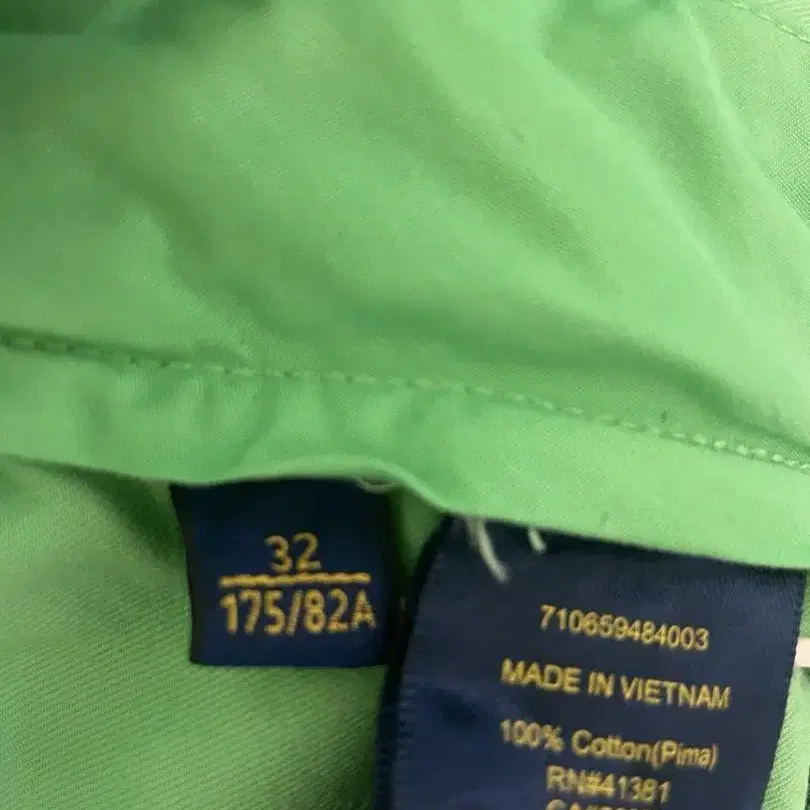 32
175/82A
710659484003
MADE IN VIETNAM
100% Cotton(Pima)
RN#41381